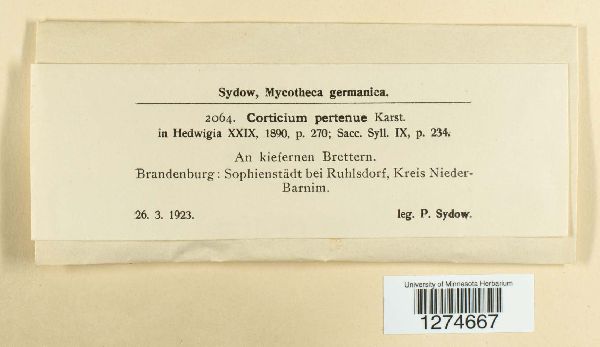 Sydow, Mycotheca germanica.
2064. Corticium pertenue Karst.
in Hedwigia XXIX, 1890, p. 270; Sacc. Syll. IX, p. 234.
An kiefernen Brettern.
Brandenburg: Sophienstädt bei Ruhlsdorf, Kreis Nieder-
Barnim.
26. 3. 1923. leg. P. Sydow.
University of Minnesota Herbarium
1274667